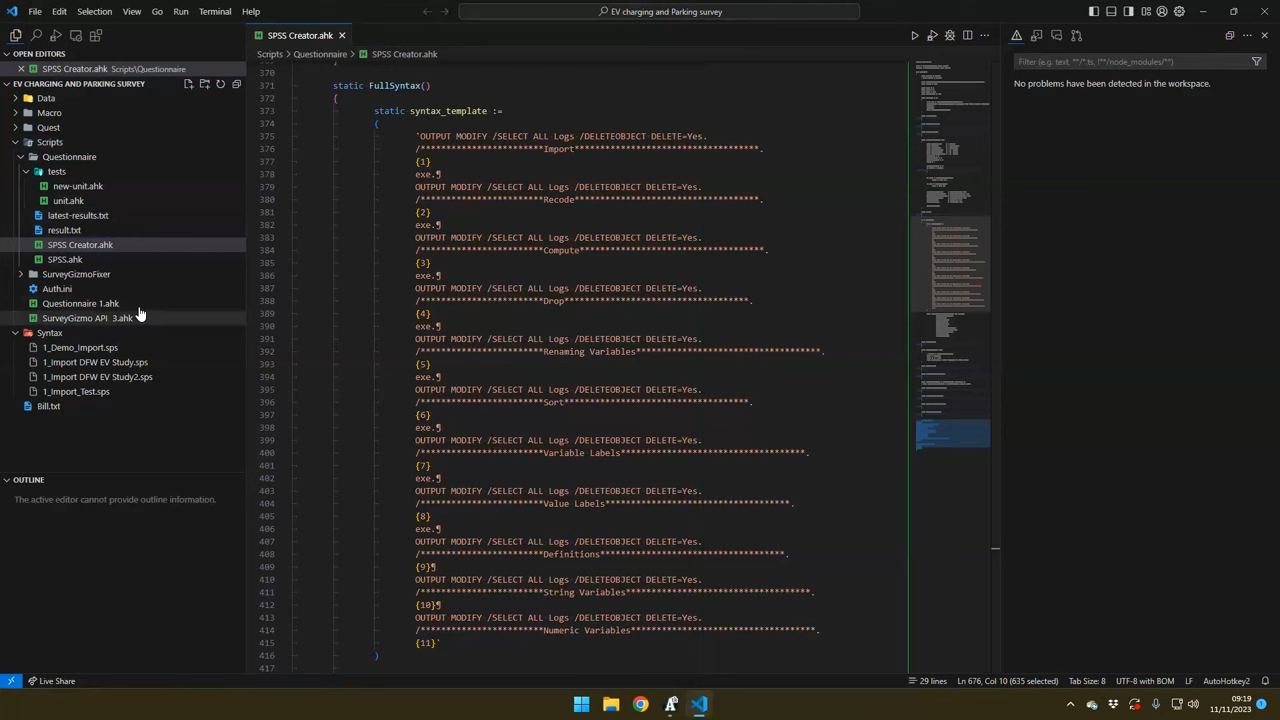 File Edit Selection View Go Run Terminal Help
EV charging and Parking survey
EXPLORER
OPEN EDITORS
SPSS Creator.ahk Scripts\Questionnaire
EV CHARGING AND PARKING SURVEY
Data
Macro
Quest
Scripts
Questionnaire
test
new-unit.ahk
unit.ahk
latest-results.txt
result.txt
SPSS Creator.ahk
SPSS.ahk
SurveyGizmoFixer
Auth.ini
Questionnaire 1.ahk
SurveyGizmo API 3.ahk
Syntax
1_Demo_Import.sps
1_Import DFW EV Study.sps
1_Import DFW EV Study2.sps
1_Import_Test.sps
Bill.txt
OUTLINE
The active editor cannot provide outline information.
SPSS Creator.ahk
Scripts > Questionnaire > SPSS Creator.ahk
370
371 static FullSyntax()
372 {
373 static syntax_template :=
374 (
375 `OUTPUT MODIFY /SELECT ALL Logs /DELETEOBJECT DELETE=Yes.
376 /************************Import************************************.
377 {1}
378 exe.¶
379 OUTPUT MODIFY /SELECT ALL Logs /DELETEOBJECT DELETE=Yes.
380 /************************Recode************************************.
381 {2}
382 exe.¶
383 OUTPUT MODIFY /SELECT ALL Logs /DELETEOBJECT DELETE=Yes.
384 /************************Compute************************************.
385 {3}
386 exe.¶
387 OUTPUT MODIFY /SELECT ALL Logs /DELETEOBJECT DELETE=Yes.
388 /************************Drop************************************.
389 {4}
390 exe.¶
391 OUTPUT MODIFY /SELECT ALL Logs /DELETEOBJECT DELETE=Yes.
392 /************************Renaming Variables************************************.
393 {5}
394 exe.¶
395 OUTPUT MODIFY /SELECT ALL Logs /DELETEOBJECT DELETE=Yes.
396 /************************Sort************************************.
397 {6}
398 exe.¶
399 OUTPUT MODIFY /SELECT ALL Logs /DELETEOBJECT DELETE=Yes.
400 /************************Variable Labels************************************.
401 {7}
402 exe.¶
403 OUTPUT MODIFY /SELECT ALL Logs /DELETEOBJECT DELETE=Yes.
404 /************************Value Labels************************************.
405 {8}
406 exe.¶
407 OUTPUT MODIFY /SELECT ALL Logs /DELETEOBJECT DELETE=Yes.
408 /************************Definitions************************************.
409 {9}¶
410 OUTPUT MODIFY /SELECT ALL Logs /DELETEOBJECT DELETE=Yes.
411 /************************String Variables************************************.
412 {10}¶
413 OUTPUT MODIFY /SELECT ALL Logs /DELETEOBJECT DELETE=Yes.
414 /************************Numeric Variables************************************.
415 {11}`
416 )
417
Filter (e.g. text, **/*.ts, !**/node_modules/**)
No problems have been detected in the workspace.
Live Share
29 lines Ln 676, Col 10 (635 selected) Tab Size: 8 UTF-8 with BOM AutoHotkey2
09:19
11/11/2023